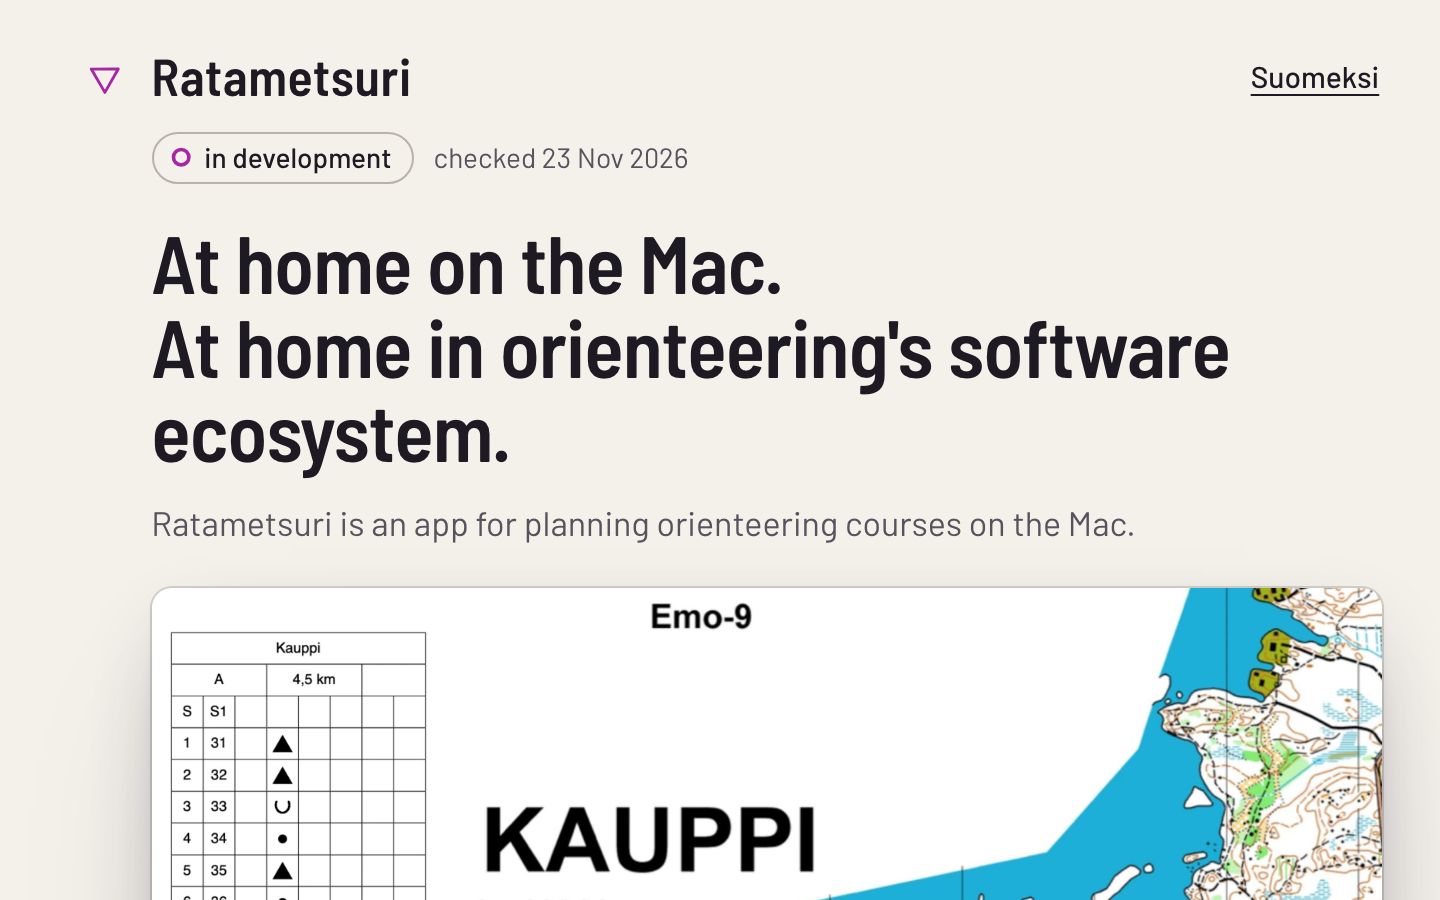 Ratametsuri
Suomeksi
in development
checked 23 Nov 2026
At home on the Mac.
At home in orienteering's software
ecosystem.
Ratametsuri is an app for planning orienteering courses on the Mac.
Emo-9
Kauppi
A 4,5 km
S S1
1 31
2 32
3 33
4 34
5 35
KAUPPI